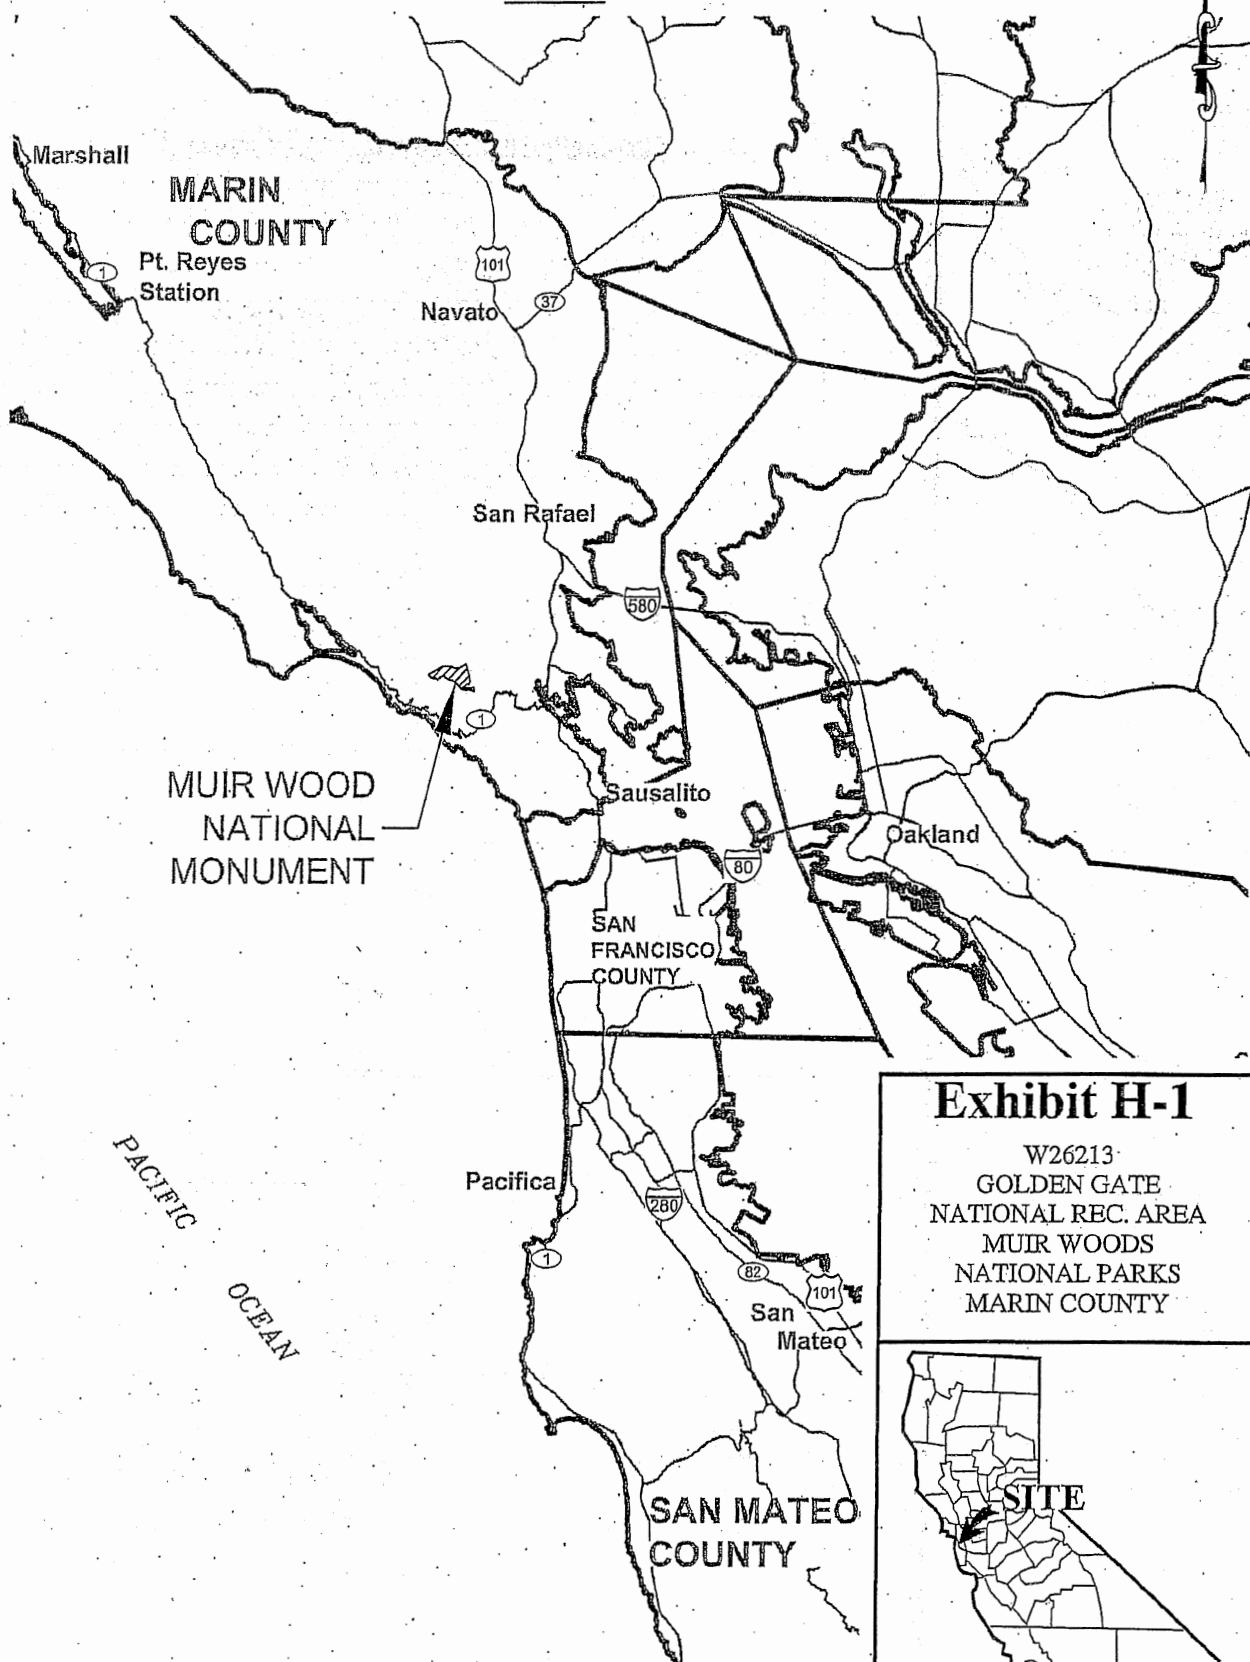 Marshall
MARIN
COUNTY
1
Pt. Reyes
Station
101
37
Navato
San Rafael
580
1
MUIR WOOD
NATIONAL
MONUMENT
Sausalito
Oakland
80
SAN
FRANCISCO
COUNTY
PACIFIC
OCEAN
Pacifica
280
1
82
101
San
Mateo
SAN MATEO
COUNTY
Exhibit H-1
W26213
GOLDEN GATE
NATIONAL REC. AREA
MUIR WOODS
NATIONAL PARKS
MARIN COUNTY
SITE